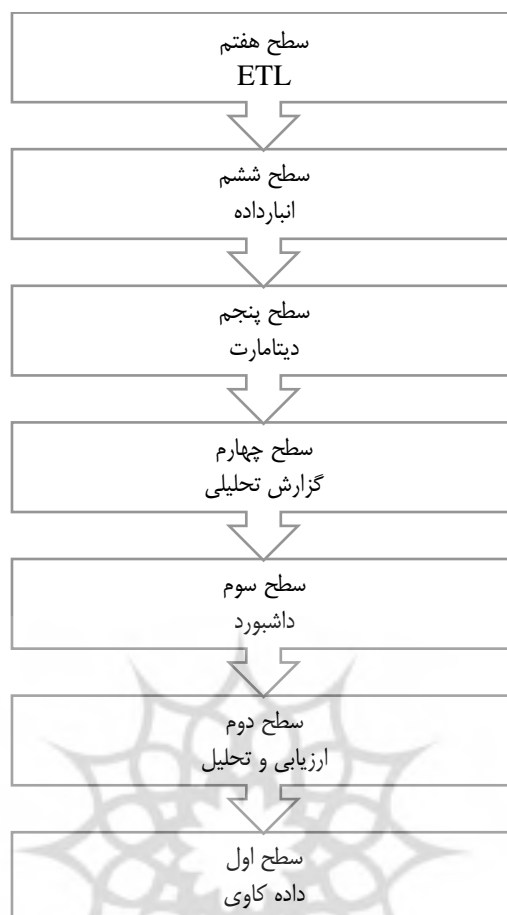 سطح هفتم
ETL
سطح ششم
انبارداده
سطح پنجم
دیتامارت
سطح چهارم
گزارش تحلیلی
سطح سوم
داشبورد
سطح دوم
ارزیابی و تحلیل
سطح اول
داده کاوی